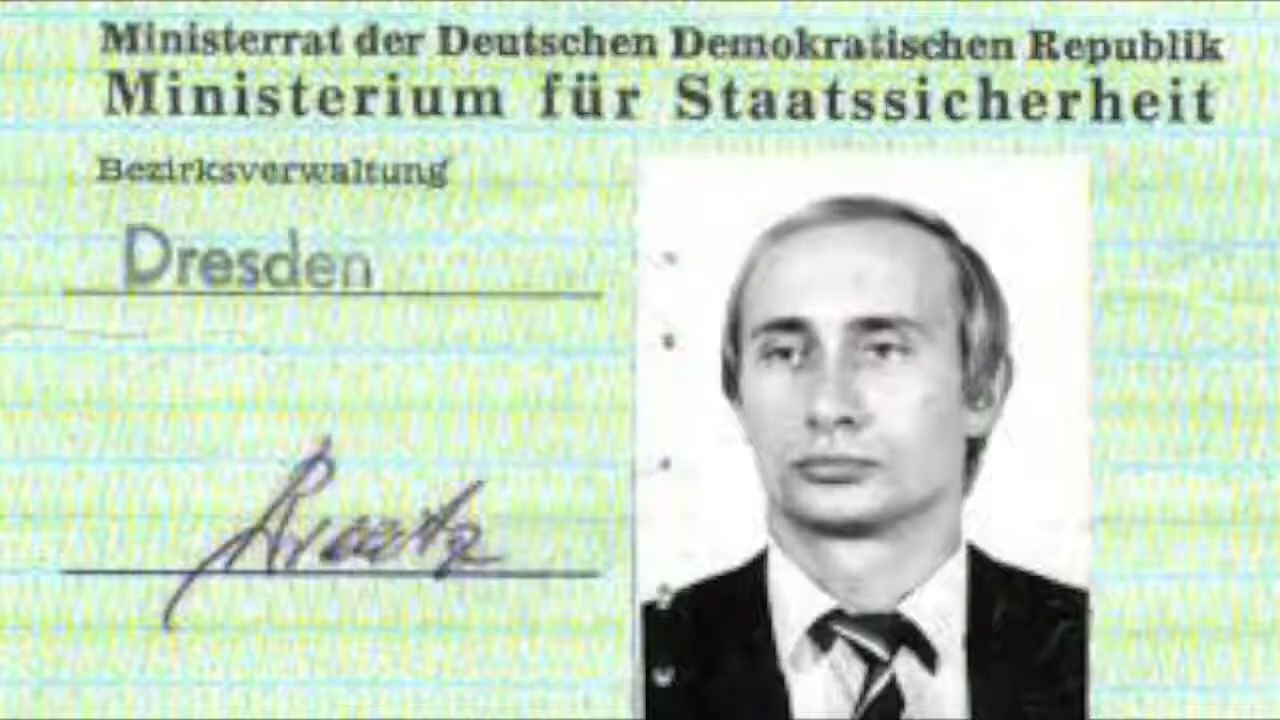 Ministerrat der Deutschen Demokratischen Republik
Ministerium für Staatssicherheit
Bezirksverwaltung
Dresden